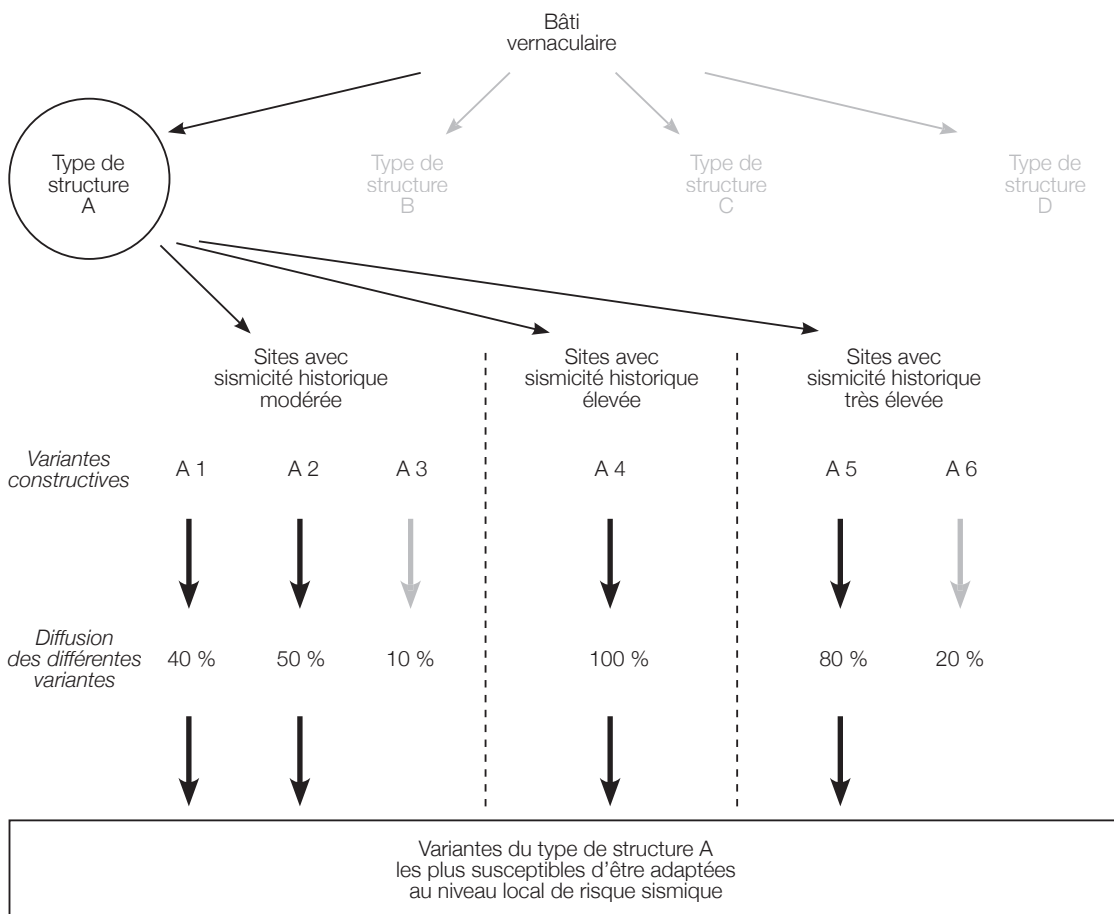 Bâti
vernaculaire
Type de
structure
A
Type de
structure
B
Type de
structure
C
Type de
structure
D
Sites avec
sismicité historique
modérée
Sites avec
sismicité historique
élevée
Sites avec
sismicité historique
très élevée
Variantes
constructives
A 1
A 2
A 3
A 4
A 5
A 6
Diffusion
des différentes
variantes
40 %
50 %
10 %
100 %
80 %
20 %
Variantes du type de structure A
les plus susceptibles d’être adaptées
au niveau local de risque sismique